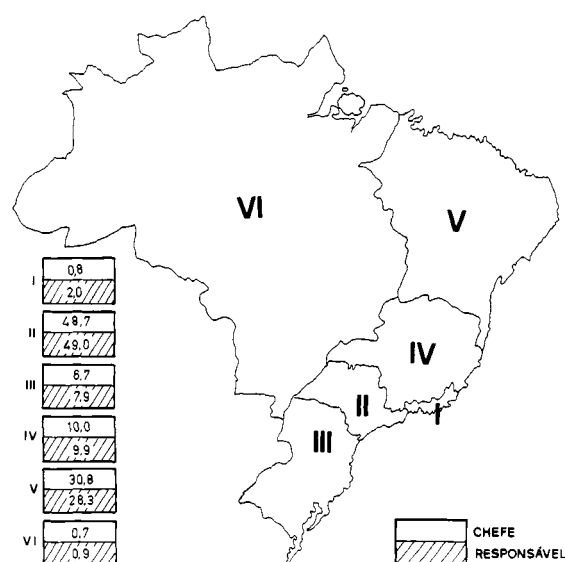 VI
V
I 0,8
2,0
II 48,7
49,0
IV
III 6,7
7,9
II
I
IV 10,0
9,9
III
V 30,8
28,3
VI 0,7
0,9
CHEFE
RESPONSÁVEL